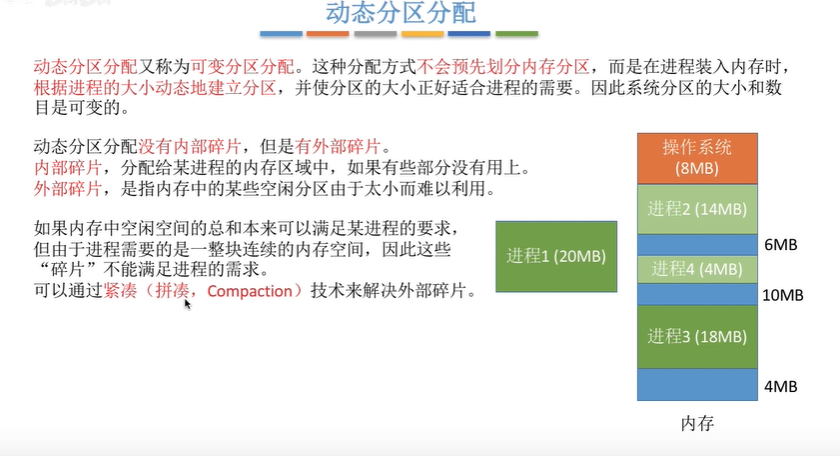 动态分区分配
动态分区分配又称为可变分区分配。这种分配方式不会预先划分内存分区，而是在进程装入内存时，
根据进程的大小动态地建立分区，并使分区的大小正好适合进程的需要。因此系统分区的大小和数
目是可变的。
动态分区分配没有内部碎片，但是有外部碎片。
内部碎片，分配给某进程的内存区域中，如果有些部分没有用上。
外部碎片，是指内存中的某些空闲分区由于太小而难以利用。
如果内存中空闲空间的总和本来可以满足某进程的要求，
但由于进程需要的是一整块连续的内存空间，因此这些
“碎片”不能满足进程的需求。
可以通过紧凑（拼凑，Compaction）技术来解决外部碎片。
进程1 (20MB)
操作系统
(8MB)
进程2 (14MB)
6MB
进程4 (4MB)
10MB
进程3 (18MB)
4MB
内存